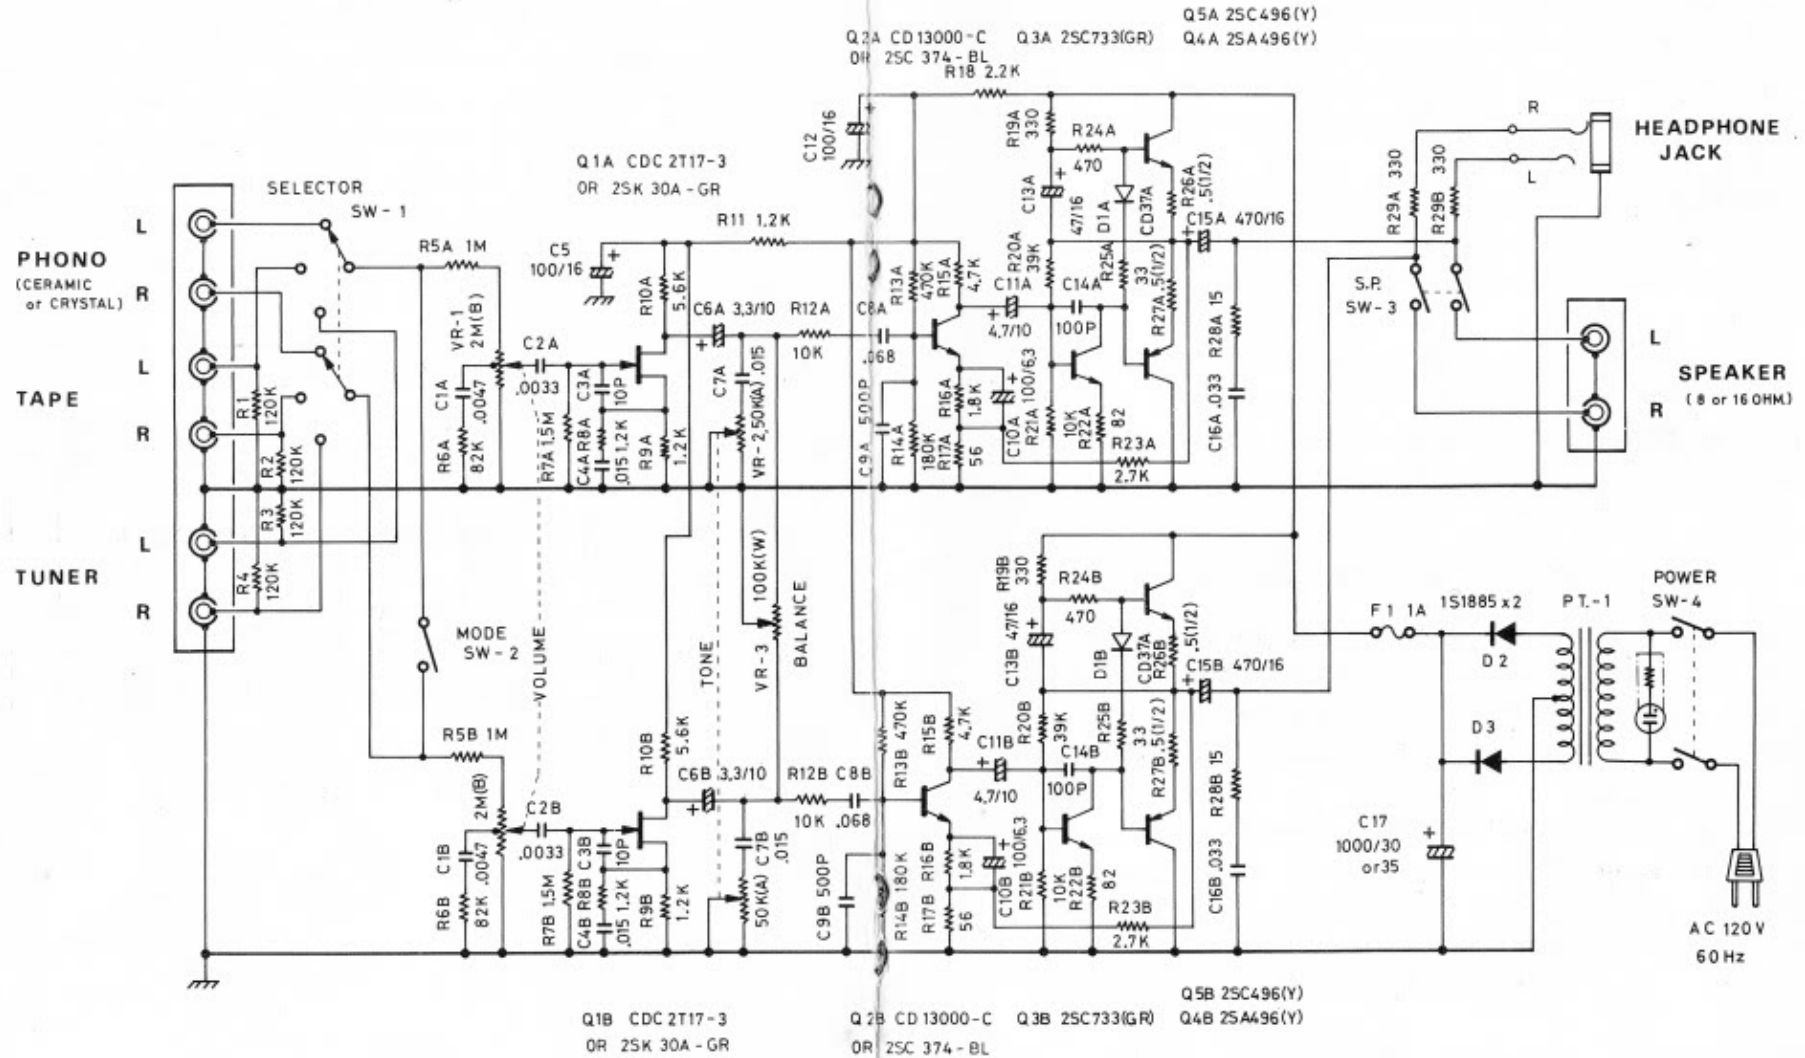 Q5A 2SC496(Y)
Q2A CD13000-C Q3A 2SC733(GR) Q4A 2SA496(Y)
OR 2SC 374-BL
R18 2.2K
C12 100/16
R19A 330
R24A 470
C13A 47/16
D1A CD37A
R26A .5(1/2)
C15A 470/16
R29A 330
R29B 330
R
L
HEADPHONE
JACK
Q1A CDC 2T17-3
OR 2SK 30A-GR
SELECTOR
SW-1
PHONO
(CERAMIC
or CRYSTAL)
L
R
TAPE
L
R
TUNER
L
R
R1 120K
R2 120K
R3 120K
R4 120K
R5A 1M
VR-1 2M(B)
C1A .0047
R6A 82K
C2A .0033
C3A 10P
R7A 1.5M
C4A .015
R8A 1.2K
R9A 1.2K
C5 100/16
R10A 5.6K
R11 1.2K
C6A 3.3/10
C7A .015
VR-2,50K(A)
R12A 10K
C8A .068
C9A 500P
R13A 470K
R14A 180K
R15A 4.7K
R16A 1.8K
R17A 56
C10A 100/6.3
C11A 4.7/10
R20A 39K
R21A 10K
C14A 100P
R22A 82
R23A 2.7K
R25A 33
R27A .5(1/2)
R28A 15
C16A .033
S.P.
SW-3
L
R
SPEAKER
(8 or 16 OHM.)
MODE
SW-2
VOLUME
TONE
100K(W)
VR-3
BALANCE
R5B 1M
2M(B)
C1B .0047
R6B 82K
C2B .0033
C3B 10P
R7B 1.5M
C4B .015
R8B 1.2K
R9B 1.2K
R10B 5.6K
C6B 3.3/10
C7B .015
50K(A)
R12B 10K
C8B .068
C9B 500P
R13B 470K
R14B 180K
R15B 4.7K
R16B 1.8K
R17B 56
C10B 100/6.3
C11B 4.7/10
R19B 330
R24B 470
C13B 47/16
D1B CD37A
R26B .5(1/2)
C15B 470/16
R20B 39K
R21B 10K
C14B 100P
R22B 82
R23B 2.7K
R25B 33
R27B .5(1/2)
R28B 15
C16B .033
F1 1A
1S1885 x2
D2
D3
PT.-1
POWER
SW-4
C17
1000/30
or35
AC 120V
60Hz
Q5B 2SC496(Y)
Q1B CDC 2T17-3 Q2B CD13000-C Q3B 2SC733(GR) Q4B 2SA496(Y)
OR 2SK 30A-GR OR 2SC 374-BL